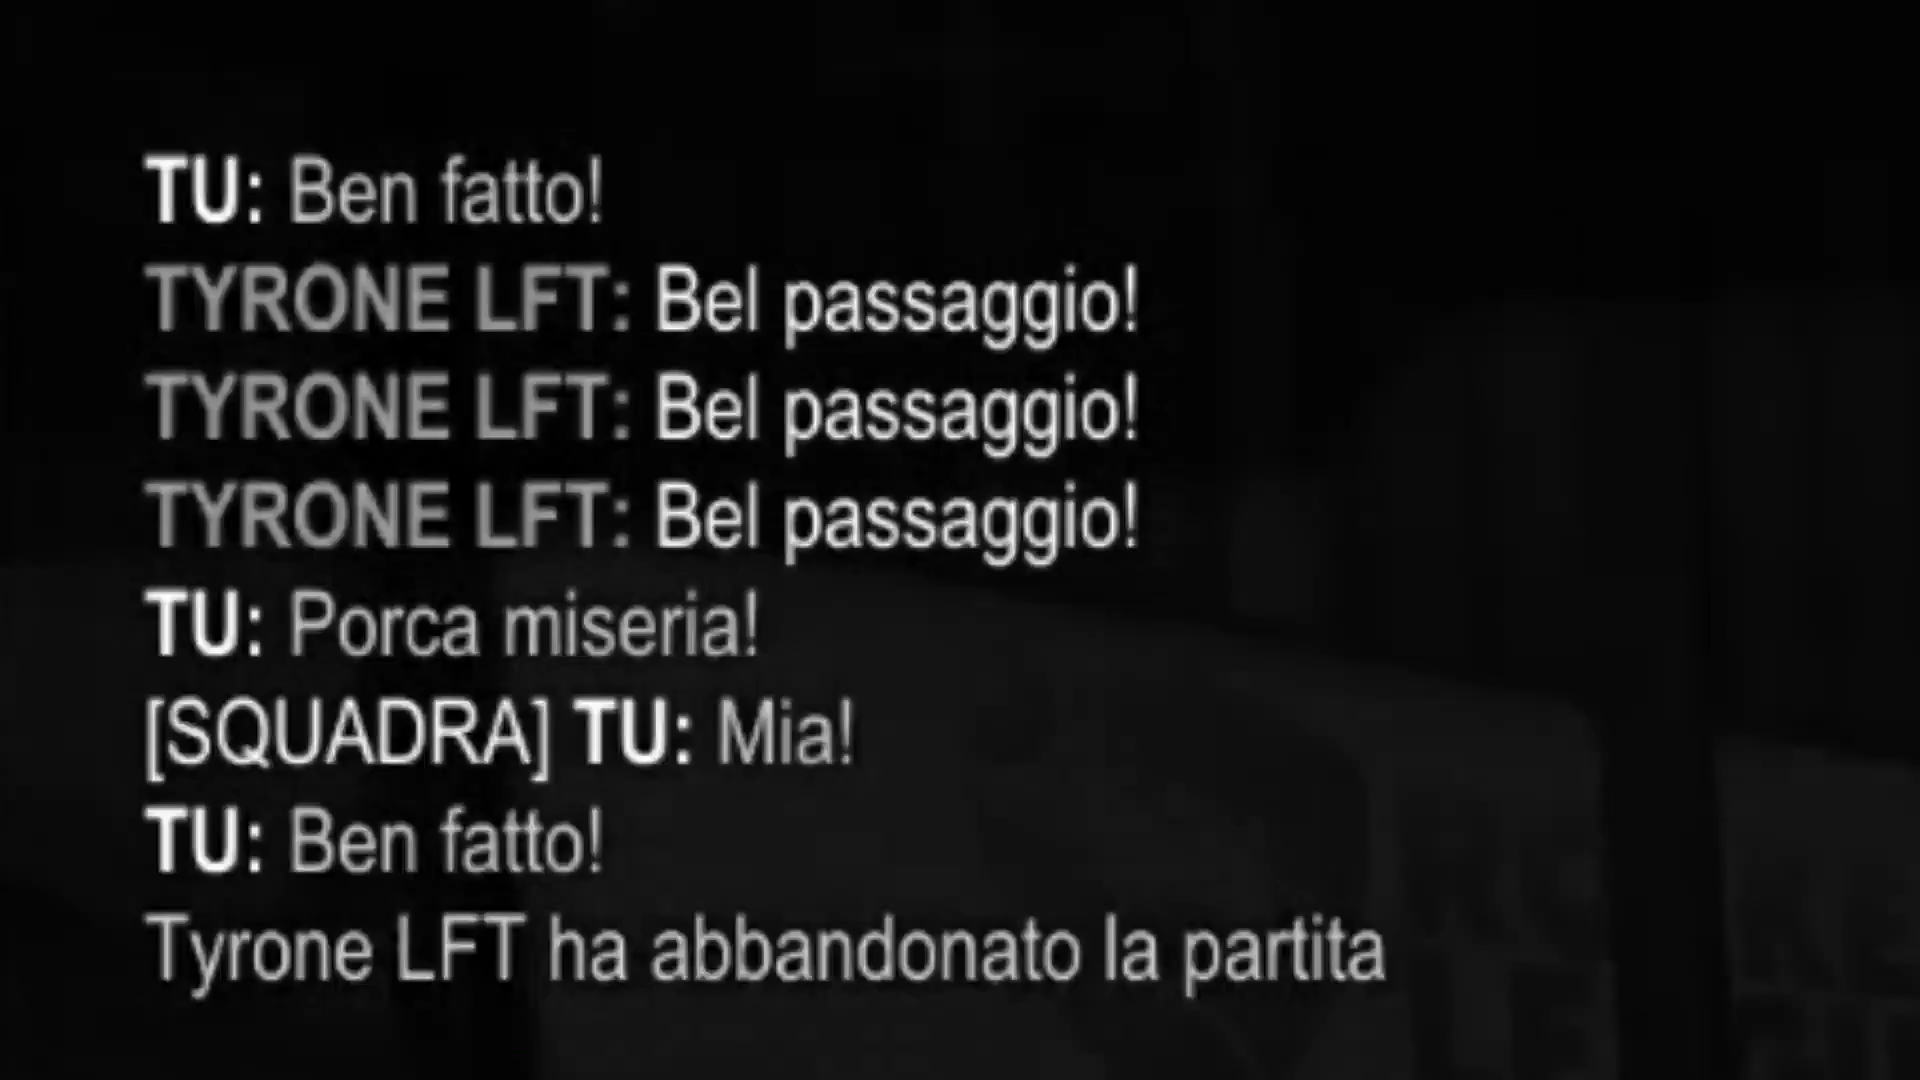 TU: Ben fatto!
TYRONE LFT: Bel passaggio!
TYRONE LFT: Bel passaggio!
TYRONE LFT: Bel passaggio!
TU: Porca miseria!
[SQUADRA] TU: Mia!
TU: Ben fatto!
Tyrone LFT ha abbandonato la partita